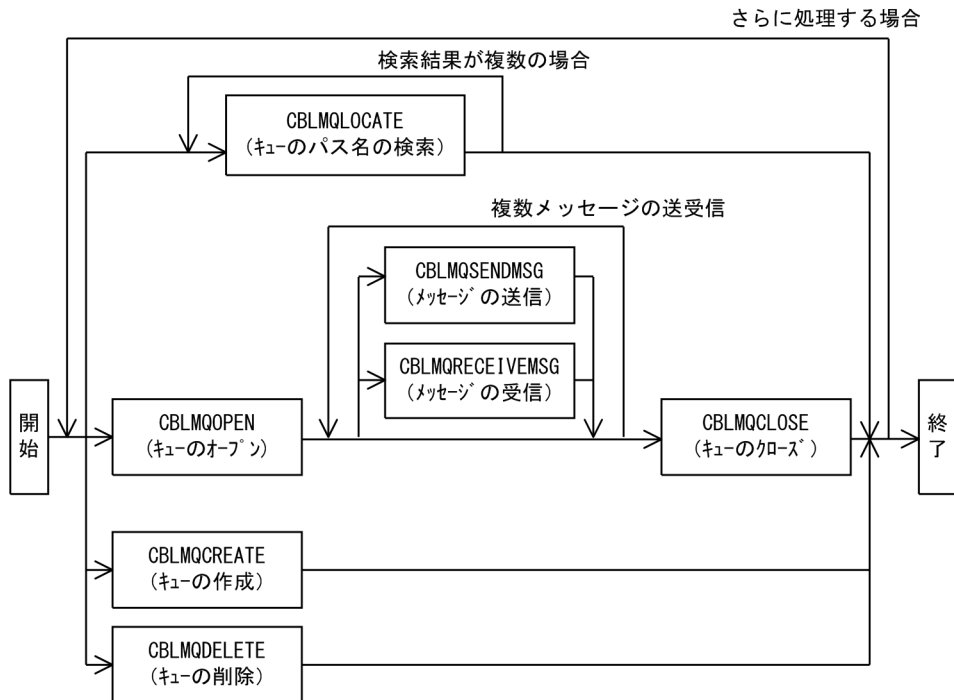 さらに処理する場合
検索結果が複数の場合
CBLMQLOCATE
(ｷｭｰのパス名の検索)
複数メッセージの送受信
CBLMQSENDMSG
(ﾒｯｾｰｼﾞの送信)
CBLMQRECEIVEMSG
(ﾒｯｾｰｼﾞの受信)
開始
CBLMQOPEN
(ｷｭｰのｵｰﾌﾟﾝ)
CBLMQCLOSE
(ｷｭｰのｸﾛｰｽﾞ)
終了
CBLMQCREATE
(ｷｭｰの作成)
CBLMQDELETE
(ｷｭｰの削除)